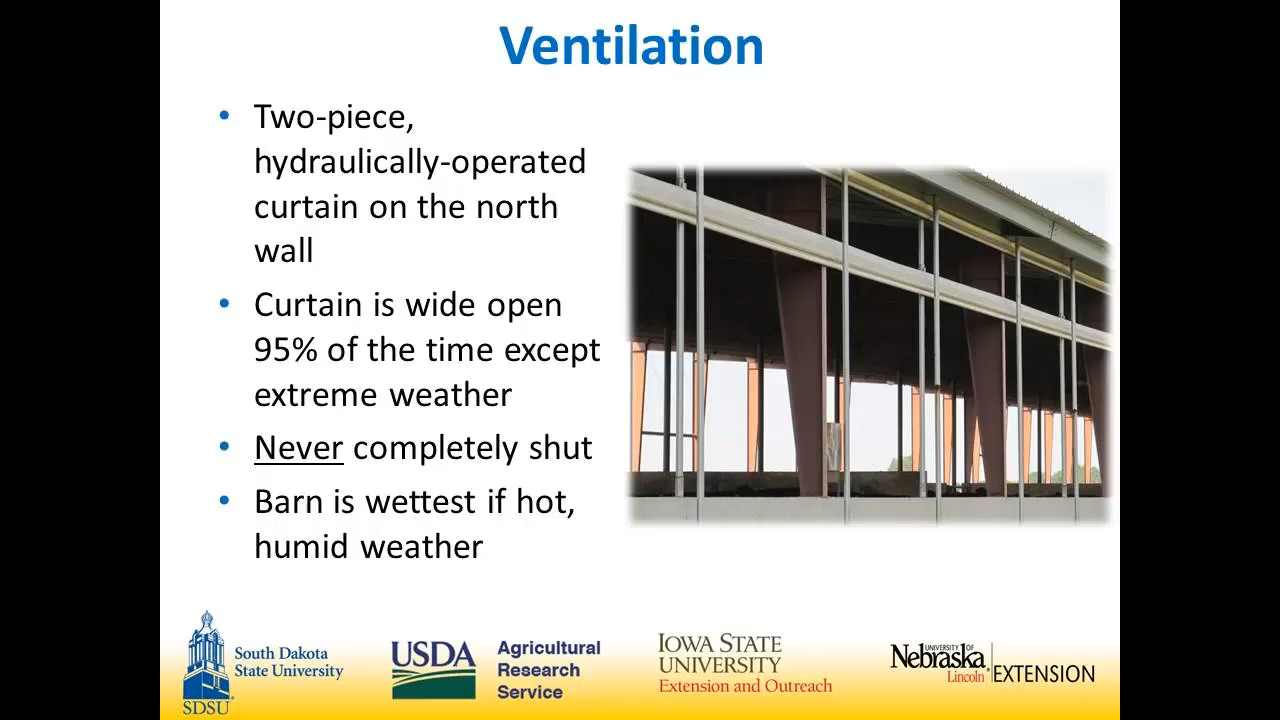 Ventilation
• Two-piece,
hydraulically-operated
curtain on the north
wall
• Curtain is wide open
95% of the time except
extreme weather
• Never completely shut
• Barn is wettest if hot,
humid weather
SDSU
South Dakota
State University
USDA
Agricultural
Research
Service
IOWA STATE
UNIVERSITY
Extension and Outreach
UNIVERSITY OF
Nebraska
Lincoln
EXTENSION